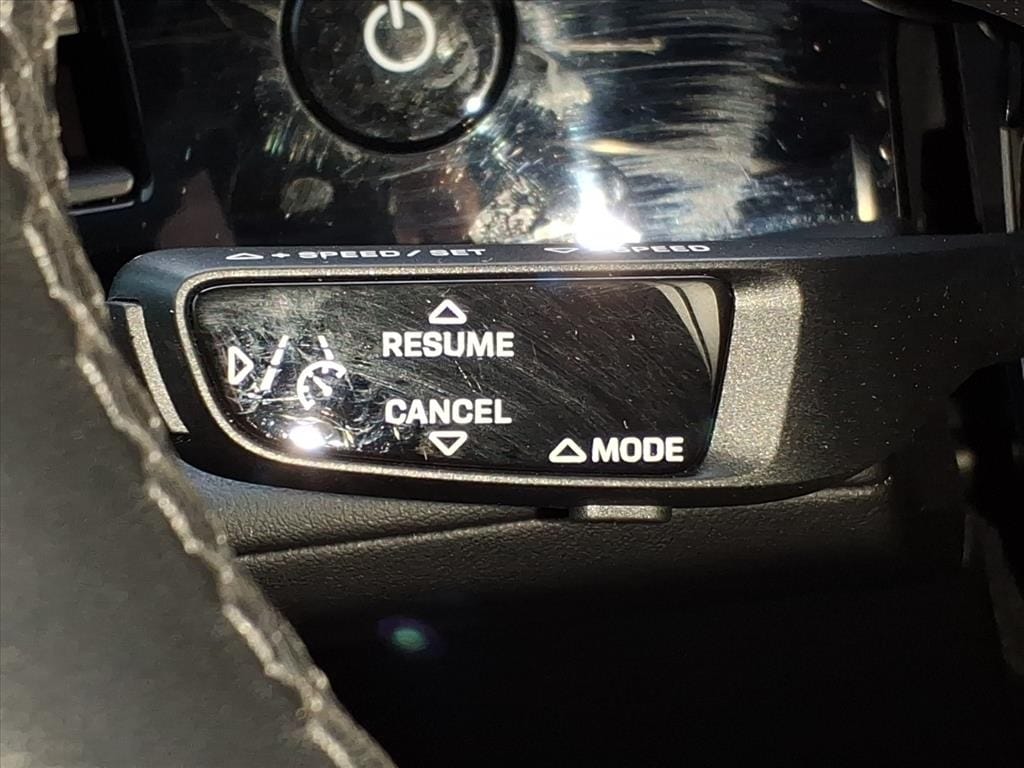 + SPEED / SET
SPEED
RESUME
CANCEL
MODE